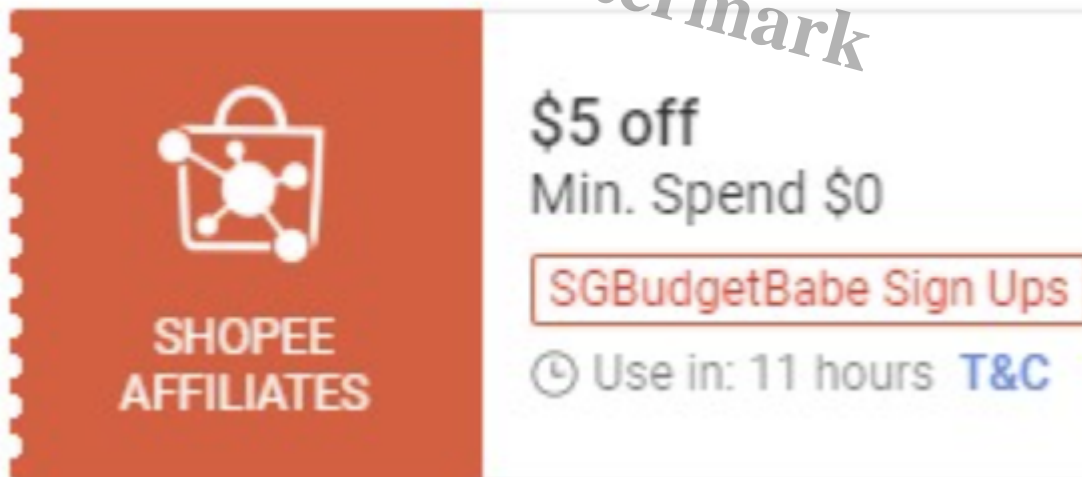 $5 off
Min. Spend $0
SGBudgetBabe Sign Ups
Use in: 11 hours T&C
SHOPEE
AFFILIATES